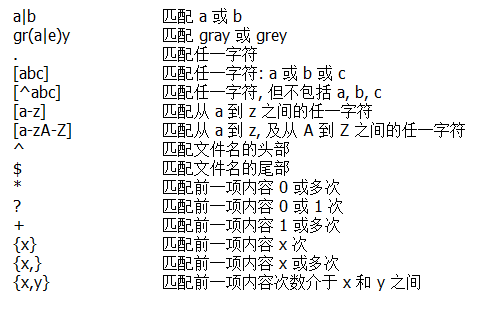 a|b 匹配 a 或 b
gr(a|e)y 匹配 gray 或 grey
. 匹配任一字符
[abc] 匹配任一字符: a 或 b 或 c
[^abc] 匹配任一字符, 但不包括 a, b, c
[a-z] 匹配从 a 到 z 之间的任一字符
[a-zA-Z] 匹配从 a 到 z, 及从 A 到 Z 之间的任一字符
^ 匹配文件名的头部
$ 匹配文件名的尾部
* 匹配前一项内容 0 或多次
? 匹配前一项内容 0 或 1 次
+ 匹配前一项内容 1 或多次
{x} 匹配前一项内容 x 次
{x,} 匹配前一项内容 x 或多次
{x,y} 匹配前一项内容次数介于 x 和 y 之间